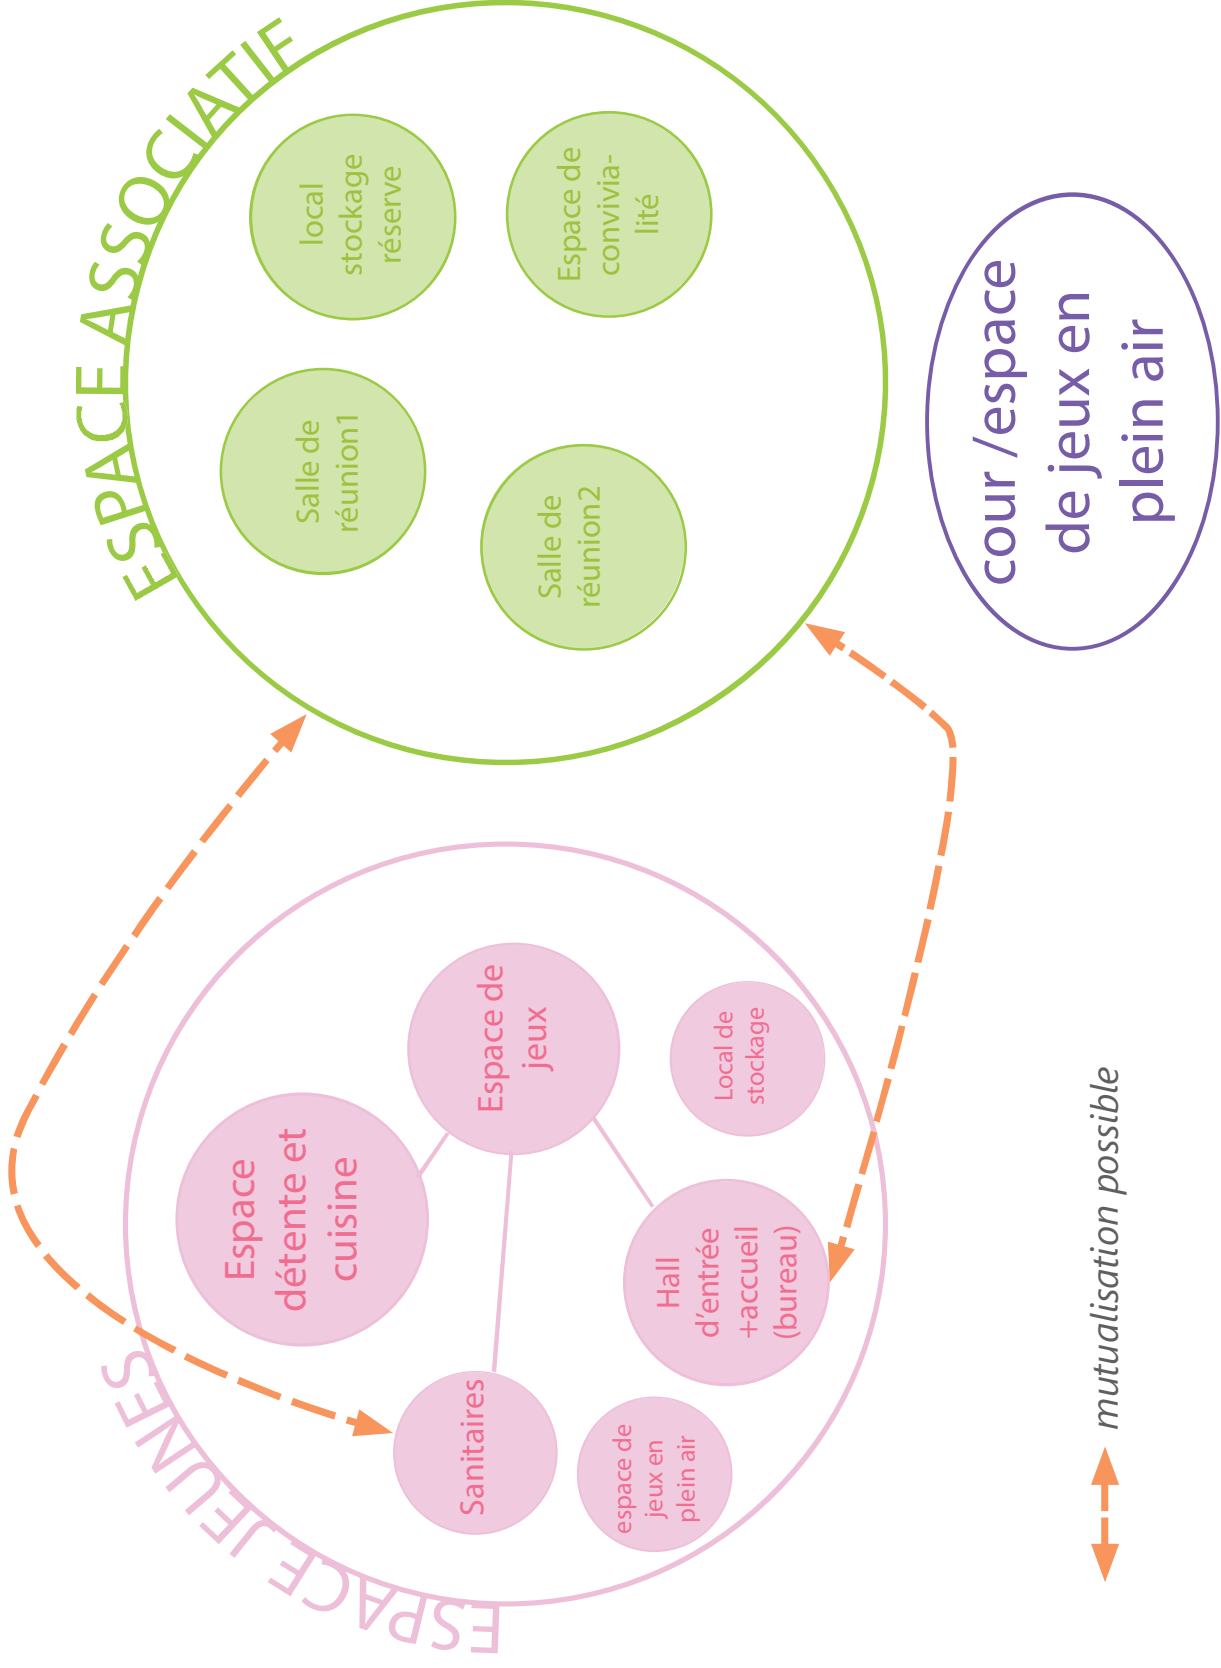 ESPACE JEUNES
Espace
détente et
cuisine
Espace de
jeux
Sanitaires
Hall
d'entrée
+accueil
(bureau)
Local de
stockage
espace de
jeux en
plein air
ESPACE ASSOCIATIF
Salle de
réunion1
local
stockage
réserve
Salle de
réunion2
Espace de
convivia-
lité
cour /espace
de jeux en
plein air
mutualisation possible